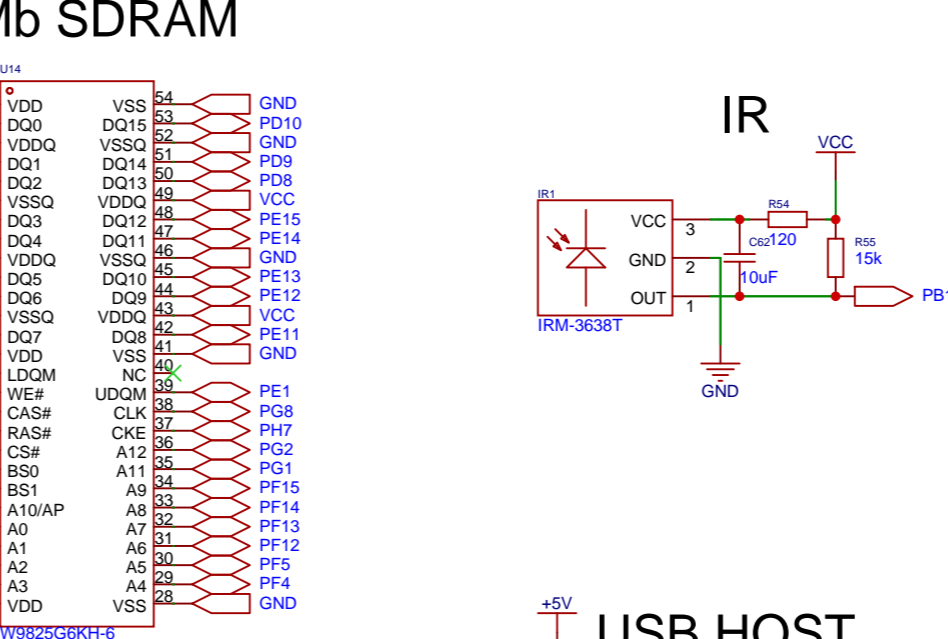 Mb SDRAM
U14
VDD VSS 54 GND
DQ0 DQ15 53 PD10
VDDQ VSSQ 52 GND
DQ1 DQ14 51 PD9
DQ2 DQ13 50 PD8
VSSQ VDDQ 49 VCC
DQ3 DQ12 48 PE15
DQ4 DQ11 47 PE14
VDDQ VSSQ 46 GND
DQ5 DQ10 45 PE13
DQ6 DQ9 44 PE12
VSSQ VDDQ 43 VCC
DQ7 DQ8 42 PE11
VDD VSS 41 GND
LDQM NC 40
WE# UDQM 39 PE1
CAS# CLK 38 PG8
RAS# CKE 37 PH7
CS# A12 36 PG2
BS0 A11 35 PG1
BS1 A9 34 PF15
A10/AP A8 33 PF14
A0 A7 32 PF13
A1 A6 31 PF12
A2 A5 30 PF5
A3 A4 29 PF4
VDD VSS 28 GND
W9825G6KH-6
IR
VCC
IR1
R54
VCC 3
C62 120
R55
15k
GND 2
10uF
OUT 1
PB1
IRM-3638T
GND
+5V
USB HOST